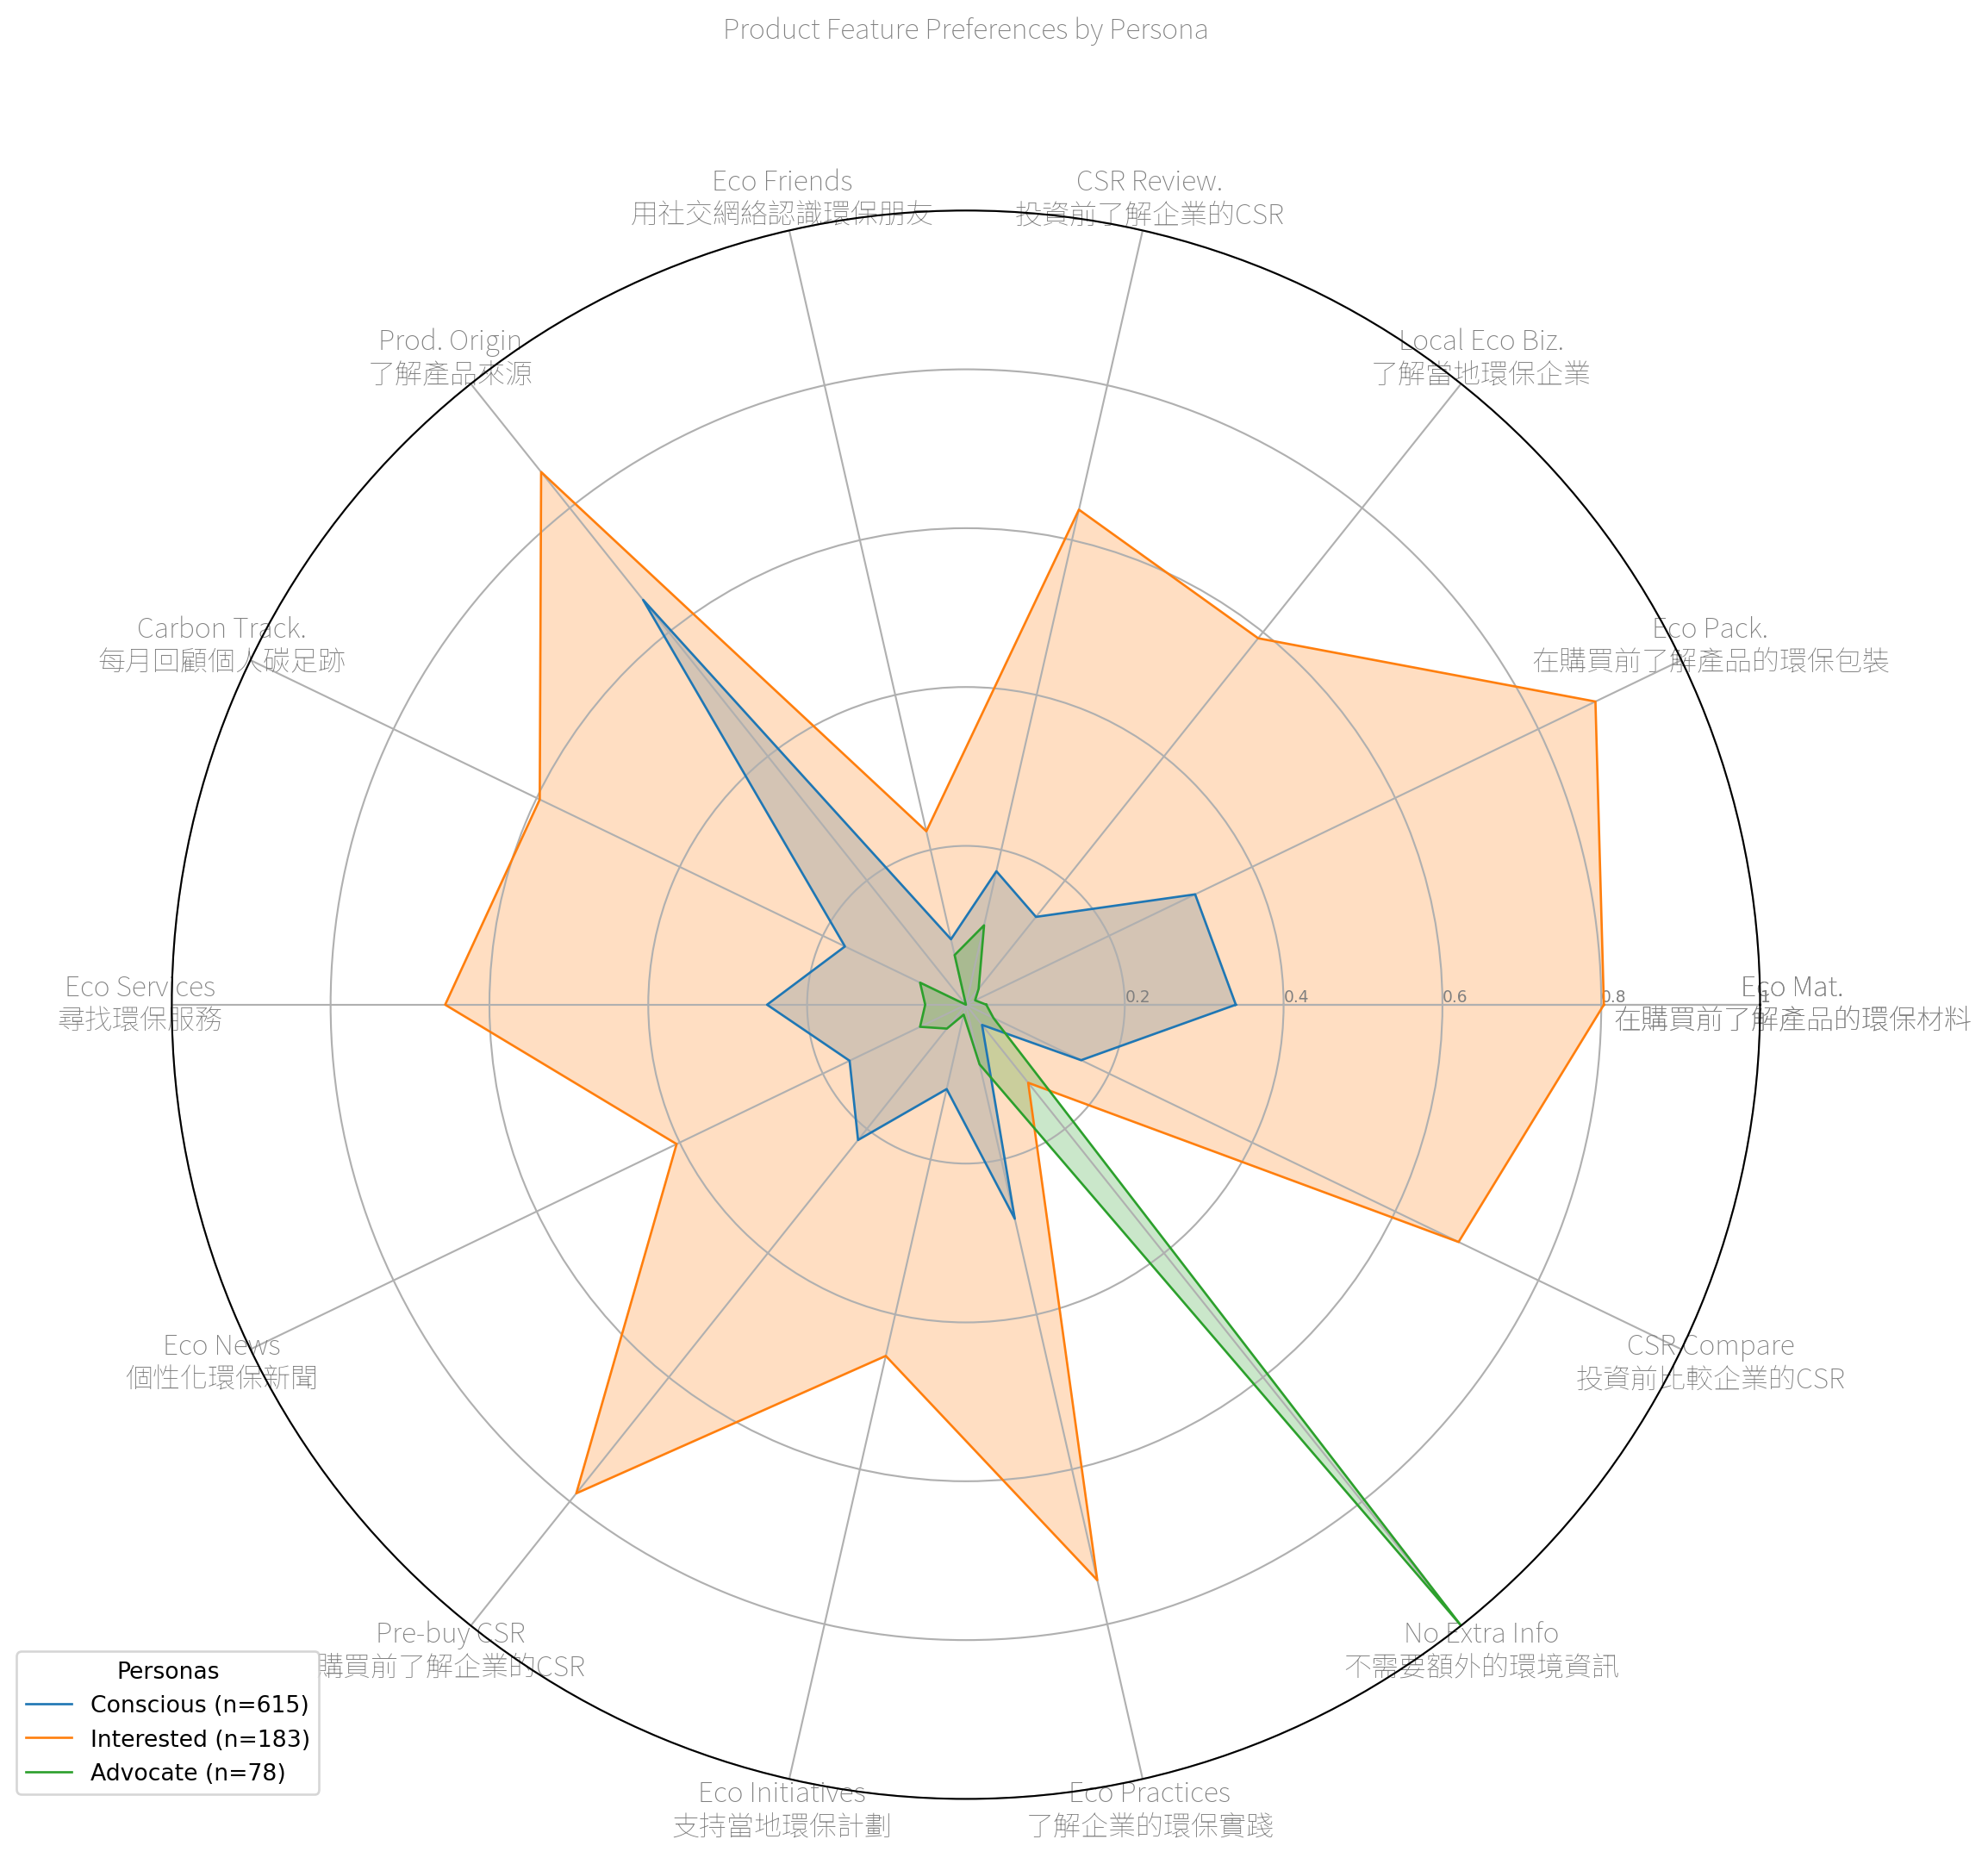 Product Feature Preferences by Persona
Eco Friends
用社交網絡認識環保朋友
CSR Review.
投資前了解企業的CSR
Prod. Origin
了解產品來源
Local Eco Biz.
了解當地環保企業
Carbon Track.
每月回顧個人碳足跡
Eco Pack.
在購買前了解產品的環保包裝
Eco Services
尋找環保服務
0.2
0.4
0.6
0.8
1
Eco Mat.
在購買前了解產品的環保材料
Eco News
個性化環保新聞
CSR Compare
投資前比較企業的CSR
Pre-buy CSR
購買前了解企業的CSR
No Extra Info
不需要額外的環境資訊
Personas
Conscious (n=615)
Interested (n=183)
Advocate (n=78)
Eco Initiatives
支持當地環保計劃
Eco Practices
了解企業的環保實踐